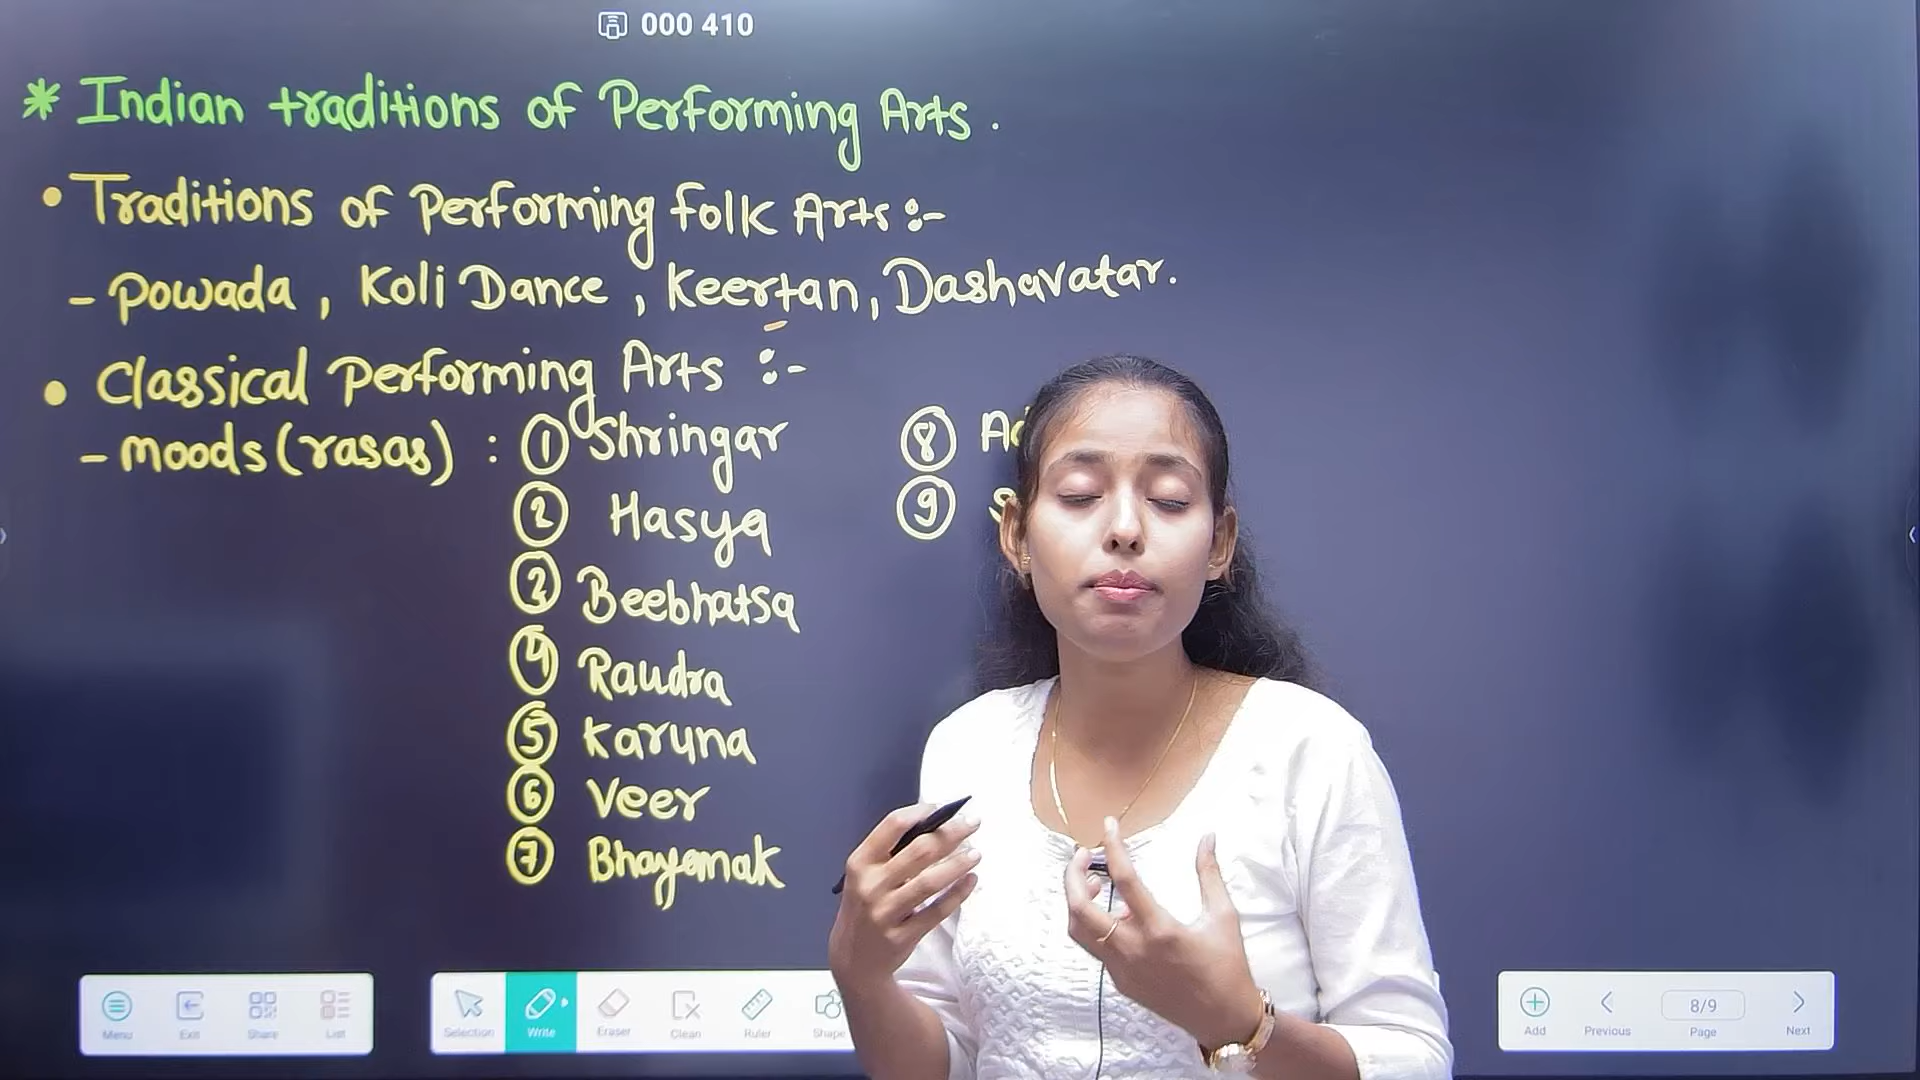 000 410
* Indian traditions of Performing Arts.
• Traditions of Performing folk Arts :-
- Powada, Koli Dance, Keertan, Dashavatar.
• Classical Performing Arts :-
- moods (rasas) : ① Shringar
② Hasya
② Beebhatsa
④ Raudra
⑤ Karuna
⑥ Veer
⑦ Bhayanak
⑧
⑨
Menu Exit Share List
Selection Write Eraser Clean Ruler Shape
Add Previous 8/9 Page Next